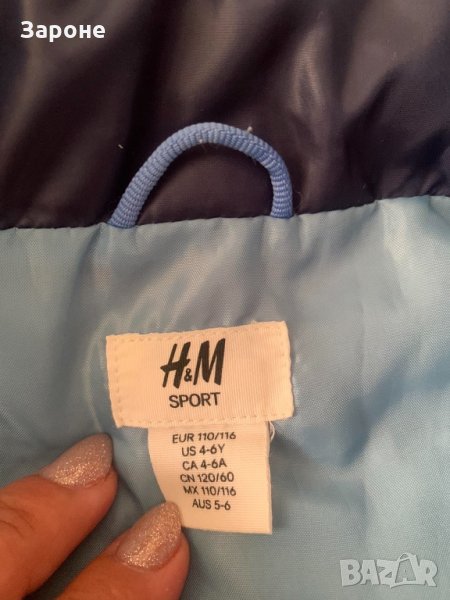 Зароне
H&M
SPORT
EUR 110/116
US 4-6Y
CA 4-6A
CN 120/60
MX 110/116
AUS 5-6
BAZAR